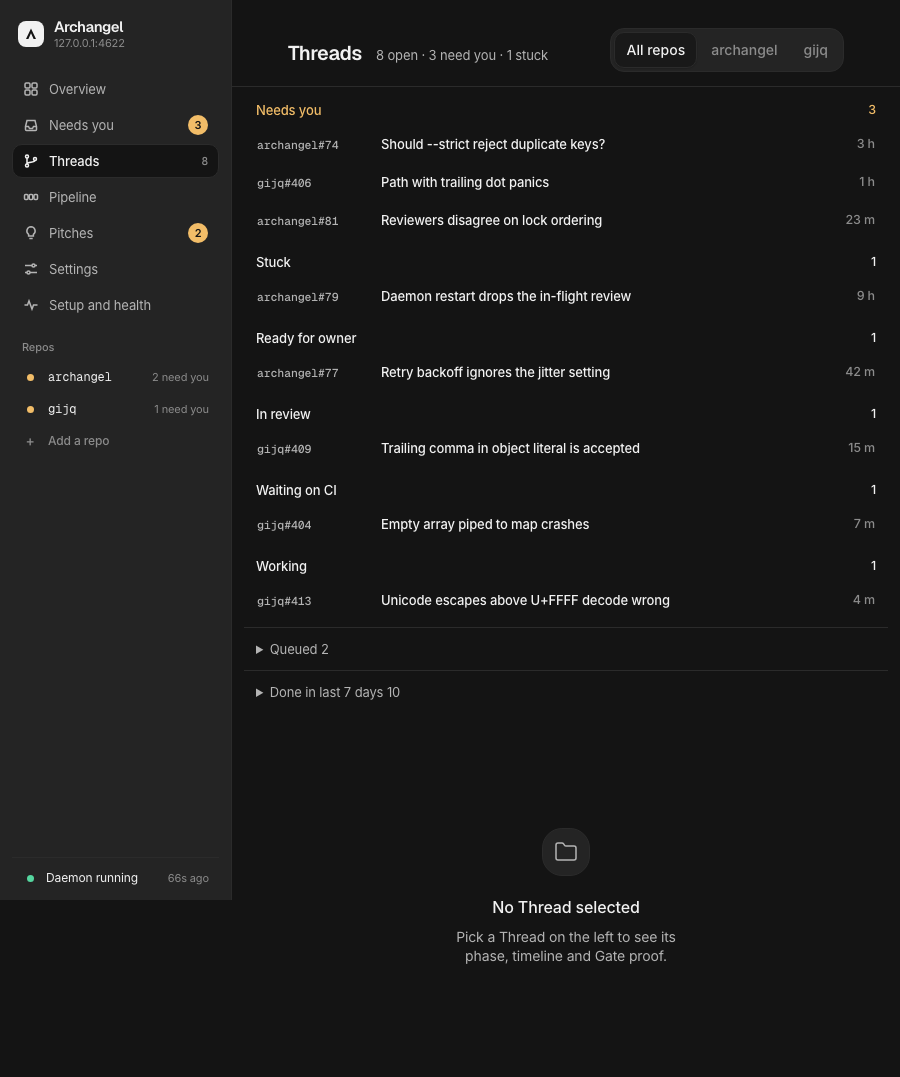 Archangel
127.0.0.1:4622
Overview
Needs you 3
Threads 8
Pipeline
Pitches 2
Settings
Setup and health
Repos
archangel 2 need you
gijq 1 need you
+ Add a repo
Daemon running 66s ago
Threads 8 open · 3 need you · 1 stuck
All repos archangel gijq
Needs you 3
archangel#74 Should --strict reject duplicate keys? 3 h
gijq#406 Path with trailing dot panics 1 h
archangel#81 Reviewers disagree on lock ordering 23 m
Stuck 1
archangel#79 Daemon restart drops the in-flight review 9 h
Ready for owner 1
archangel#77 Retry backoff ignores the jitter setting 42 m
In review 1
gijq#409 Trailing comma in object literal is accepted 15 m
Waiting on CI 1
gijq#404 Empty array piped to map crashes 7 m
Working 1
gijq#413 Unicode escapes above U+FFFF decode wrong 4 m
Queued 2
Done in last 7 days 10
No Thread selected
Pick a Thread on the left to see its
phase, timeline and Gate proof.